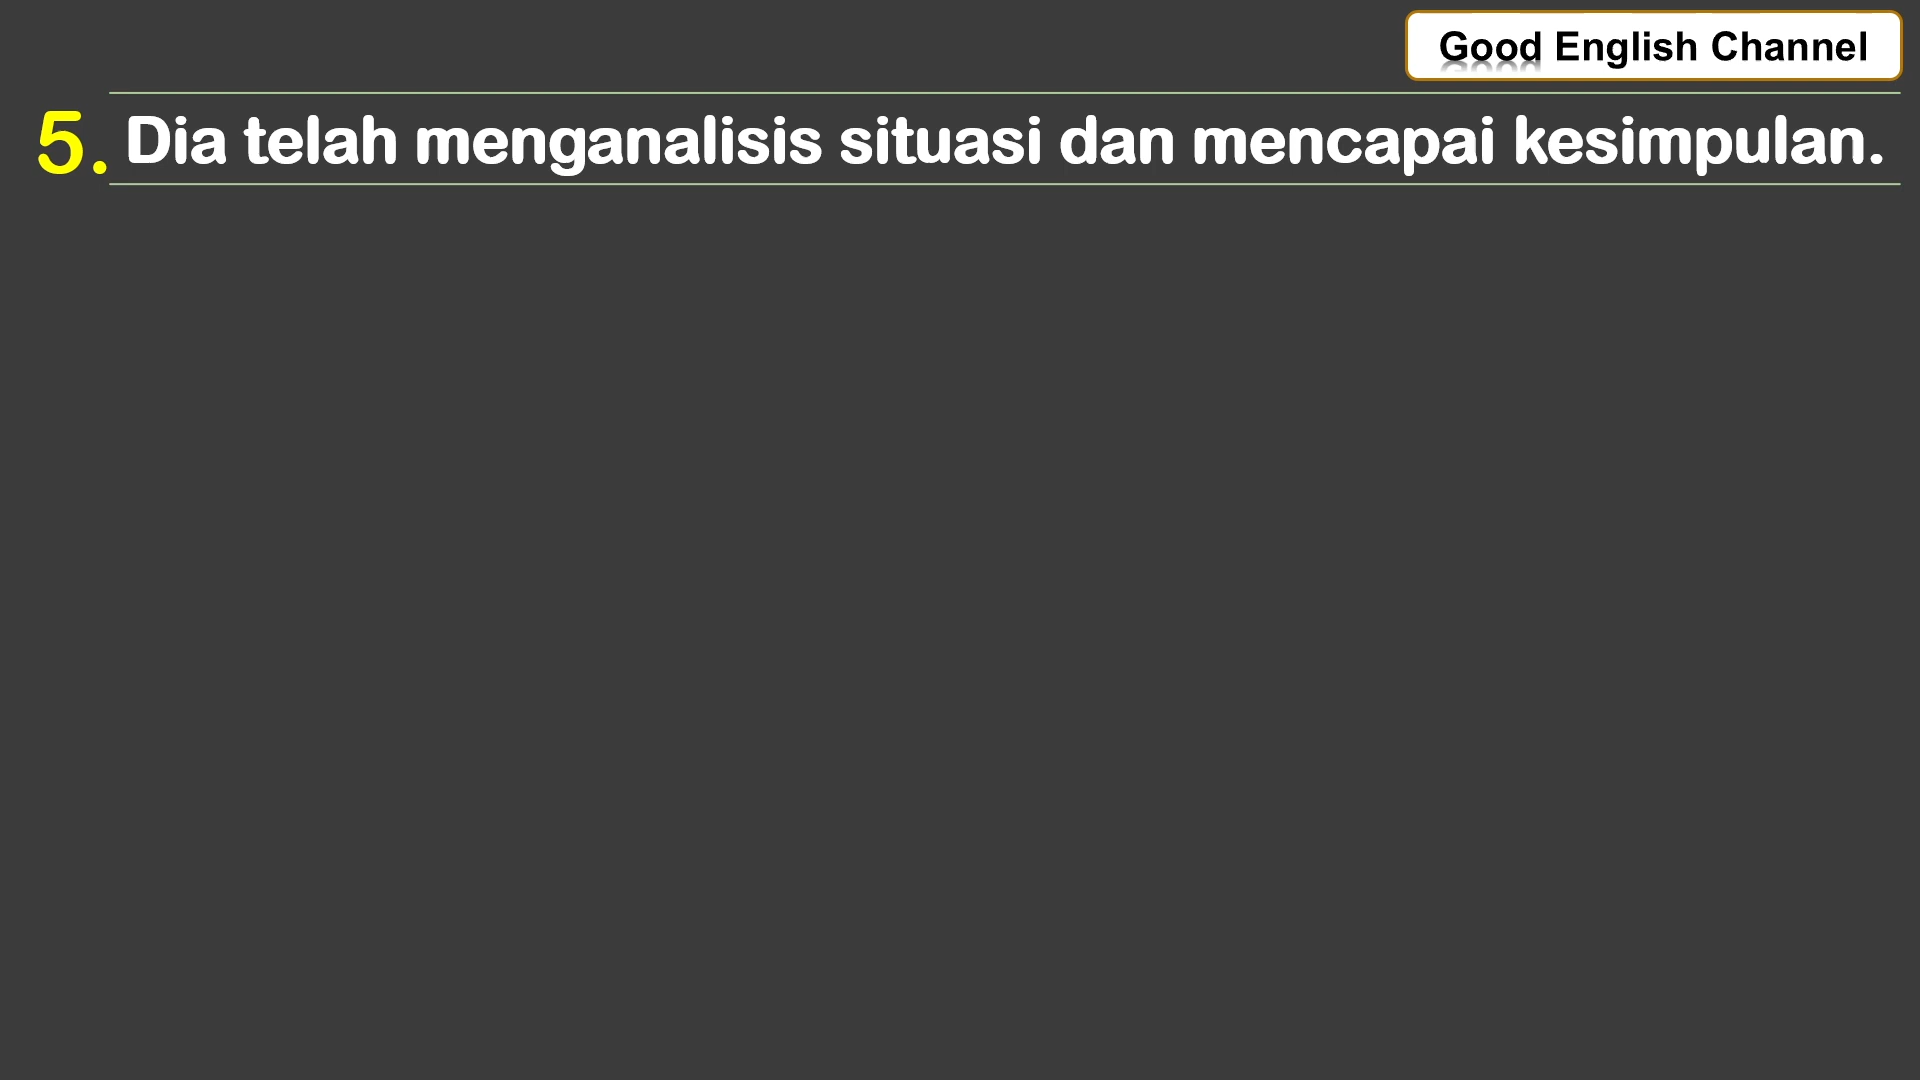 Good English Channel
5. Dia telah menganalisis situasi dan mencapai kesimpulan.